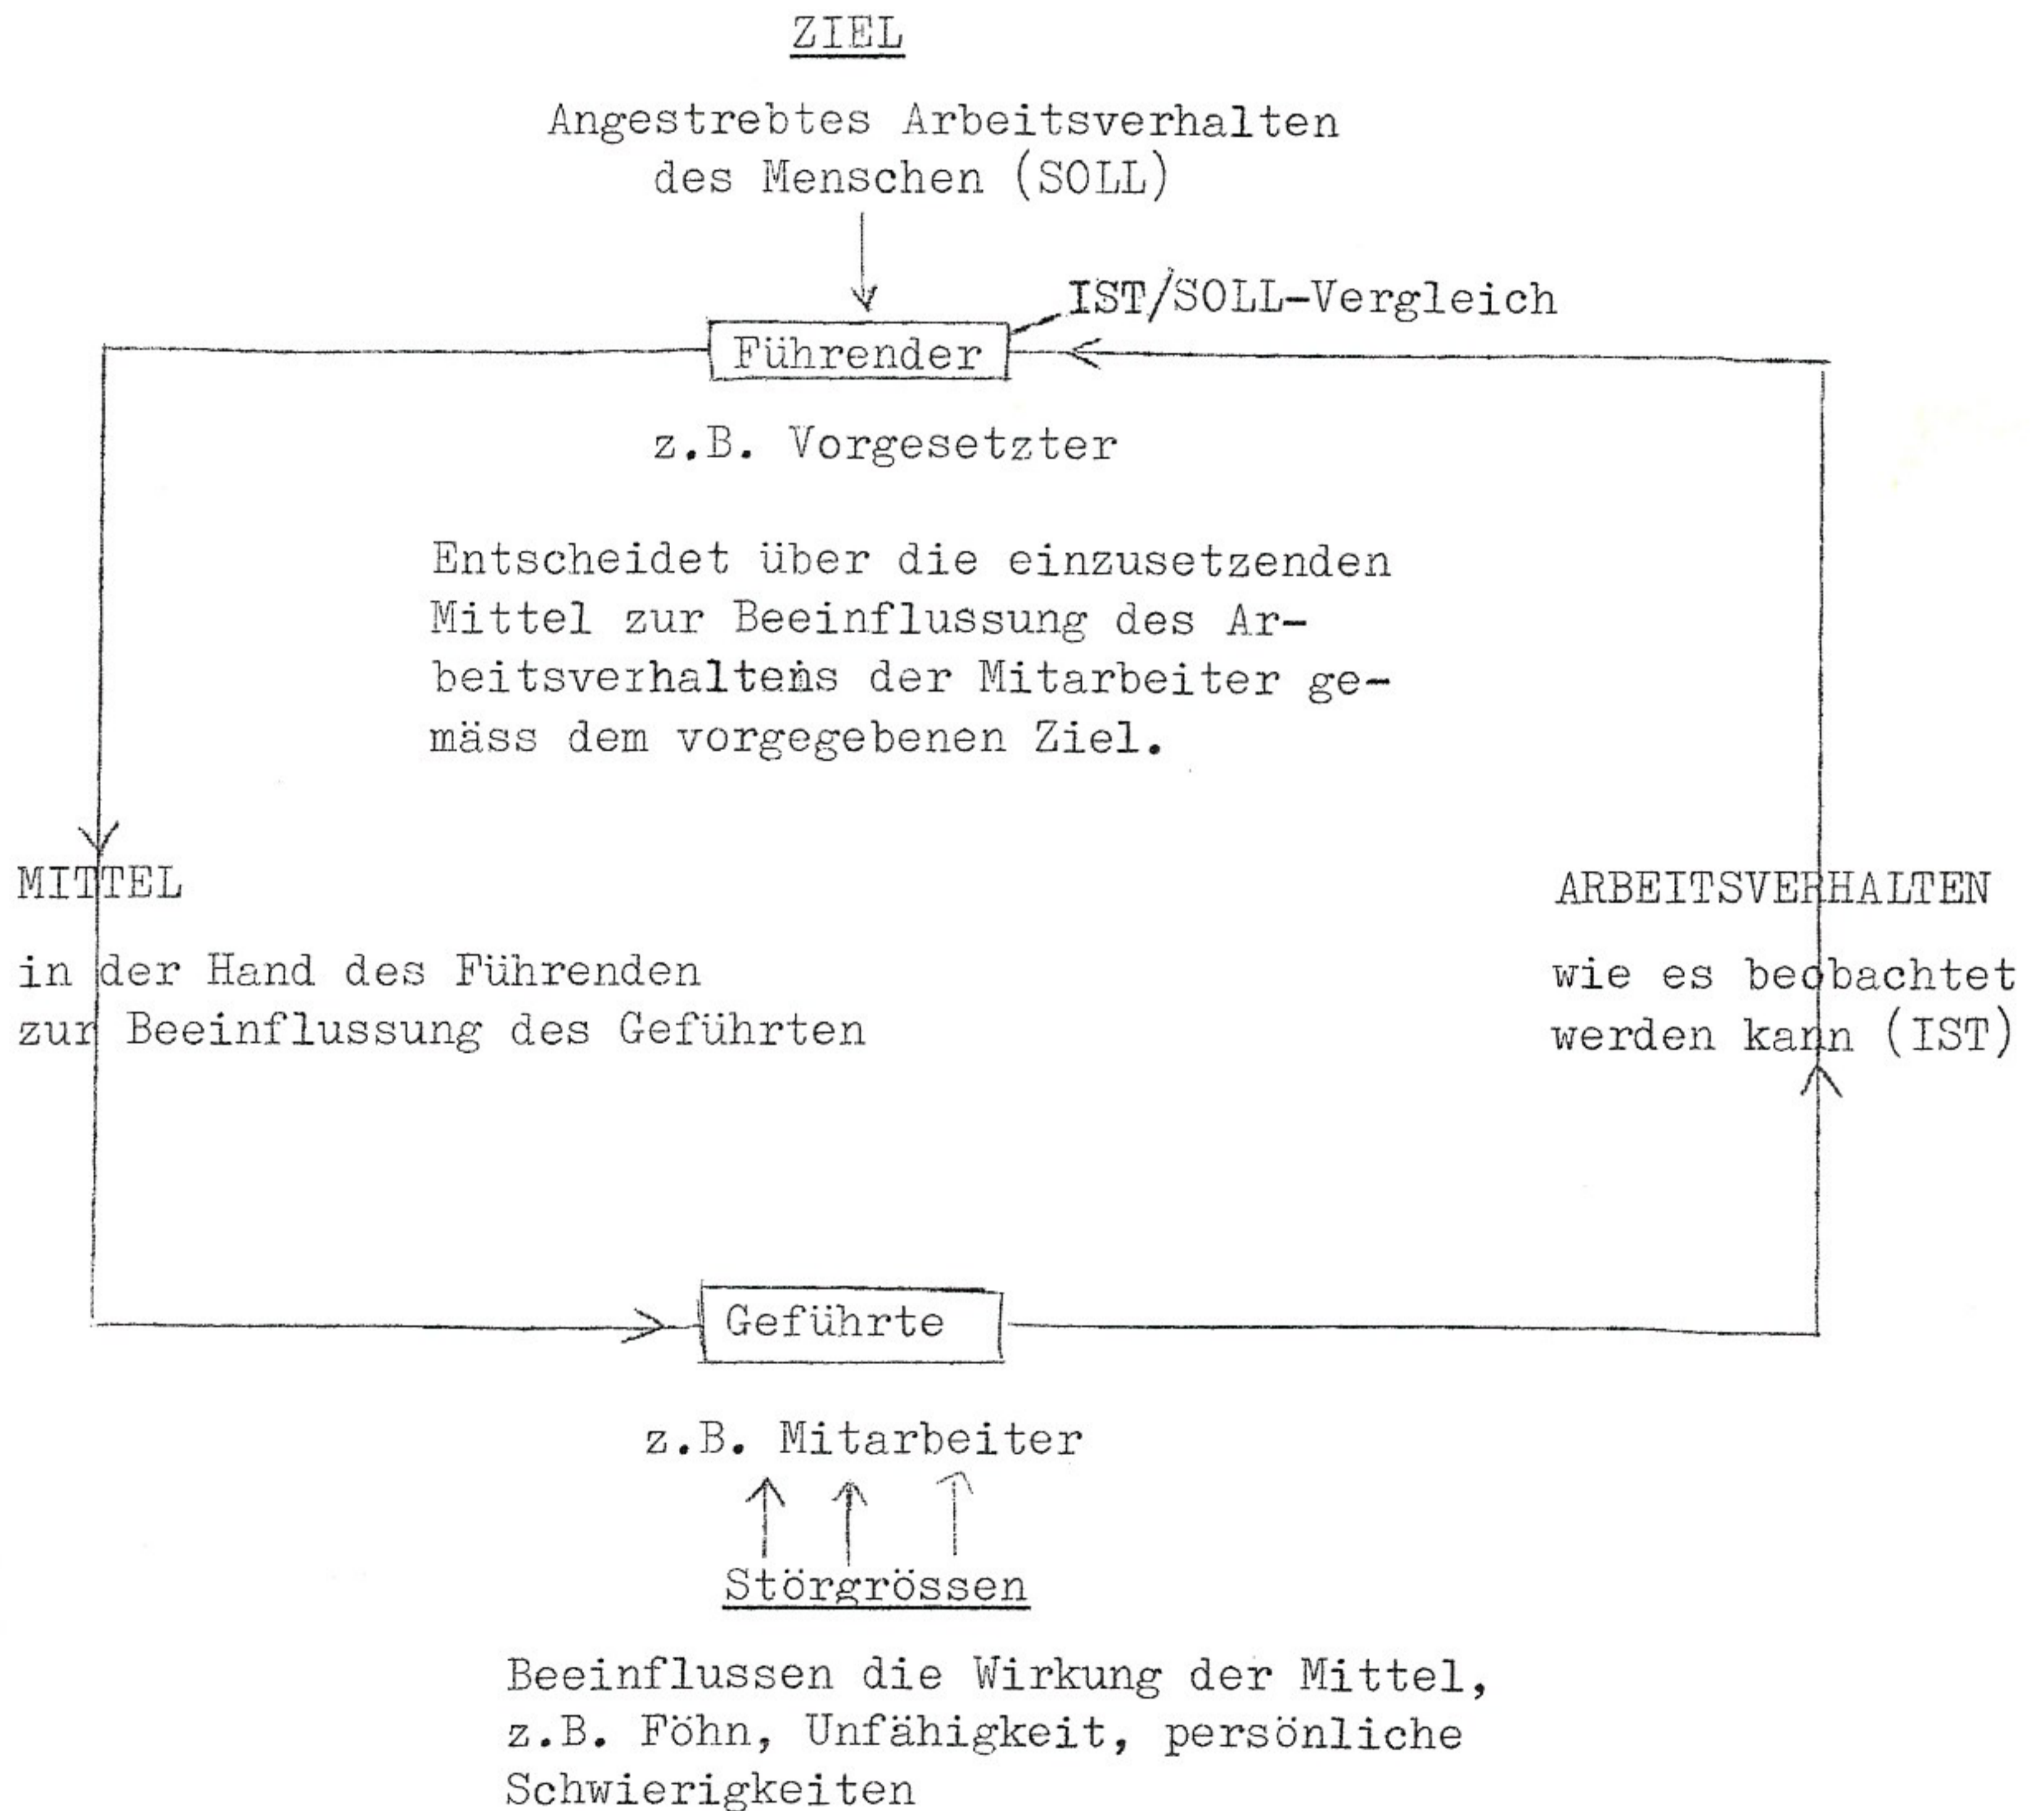 ZIEL
Angestrebtes Arbeitsverhalten
des Menschen (SOLL)
IST/SOLL-Vergleich
Führender
z.B. Vorgesetzter
Entscheidet über die einzusetzenden
Mittel zur Beeinflussung des Ar-
beitsverhaltens der Mitarbeiter ge-
mäss dem vorgegebenen Ziel.
MITTEL
in der Hand des Führenden
zur Beeinflussung des Geführten
ARBEITSVERHALTEN
wie es beobachtet
werden kann (IST)
Geführte
z.B. Mitarbeiter
Störgrössen
Beeinflussen die Wirkung der Mittel,
z.B. Föhn, Unfähigkeit, persönliche
Schwierigkeiten